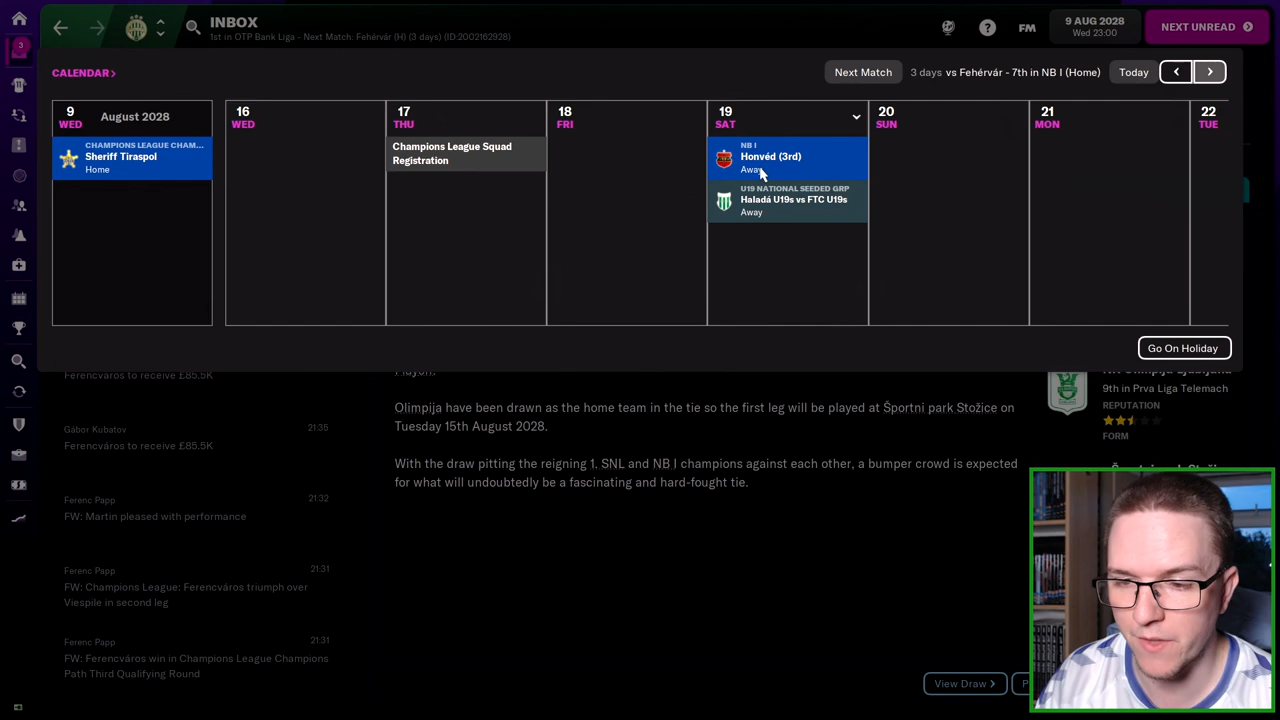 3
INBOX
1st in OTP Bank Liga - Next Match: Fehérvár (H) (3 days) (ID:2002162928)
FM
9 AUG 2028
Wed 23:00
NEXT UNREAD
CALENDAR
Next Match
3 days vs Fehérvár - 7th in NB I (Home)
Today
9
WED
August 2028
16
WED
17
THU
18
FRI
19
SAT
20
SUN
21
MON
22
TUE
CHAMPIONS LEAGUE CHAM...
Sheriff Tiraspol
Home
Champions League Squad
Registration
NB I
Honvéd (3rd)
Away
U19 NATIONAL SEEDED GRP
Haladá U19s vs FTC U19s
Away
Go On Holiday
Ferencváros to receive £85.5K
Gábor Kubatov
21:35
Ferencváros to receive £85.5K
Ferenc Papp
21:32
FW: Martin pleased with performance
Ferenc Papp
21:31
FW: Champions League: Ferencváros triumph over
Viespile in second leg
Ferenc Papp
21:31
FW: Ferencváros win in Champions League Champions
Path Third Qualifying Round
Olimpija have been drawn as the home team in the tie so the first leg will be played at Športni park Stožice on
Tuesday 15th August 2028.
With the draw pitting the reigning 1. SNL and NB I champions against each other, a bumper crowd is expected
for what will undoubtedly be a fascinating and hard-fought tie.
View Draw
9th in Prva Liga Telemach
REPUTATION
FORM